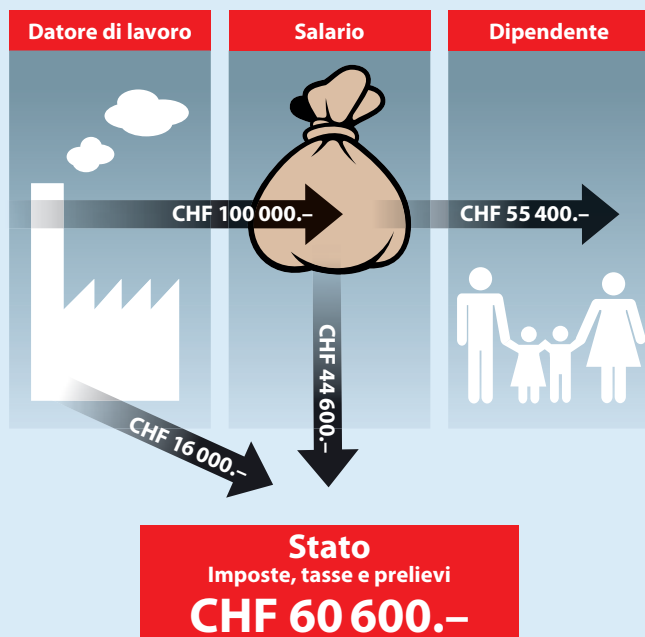 Datore di lavoro
Salario
Dipendente
CHF 100 000.–
CHF 55 400.–
CHF 44 600.–
CHF 16 000.–
Stato
Imposte, tasse e prelievi
CHF 60 600.–